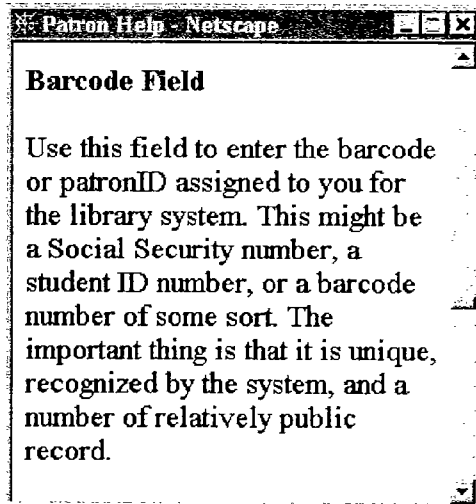 Patron Help - Netscape
Barcode Field
Use this field to enter the barcode
or patronID assigned to you for
the library system. This might be
a Social Security number, a
student ID number, or a barcode
number of some sort. The
important thing is that it is unique,
recognized by the system, and a
number of relatively public
record.